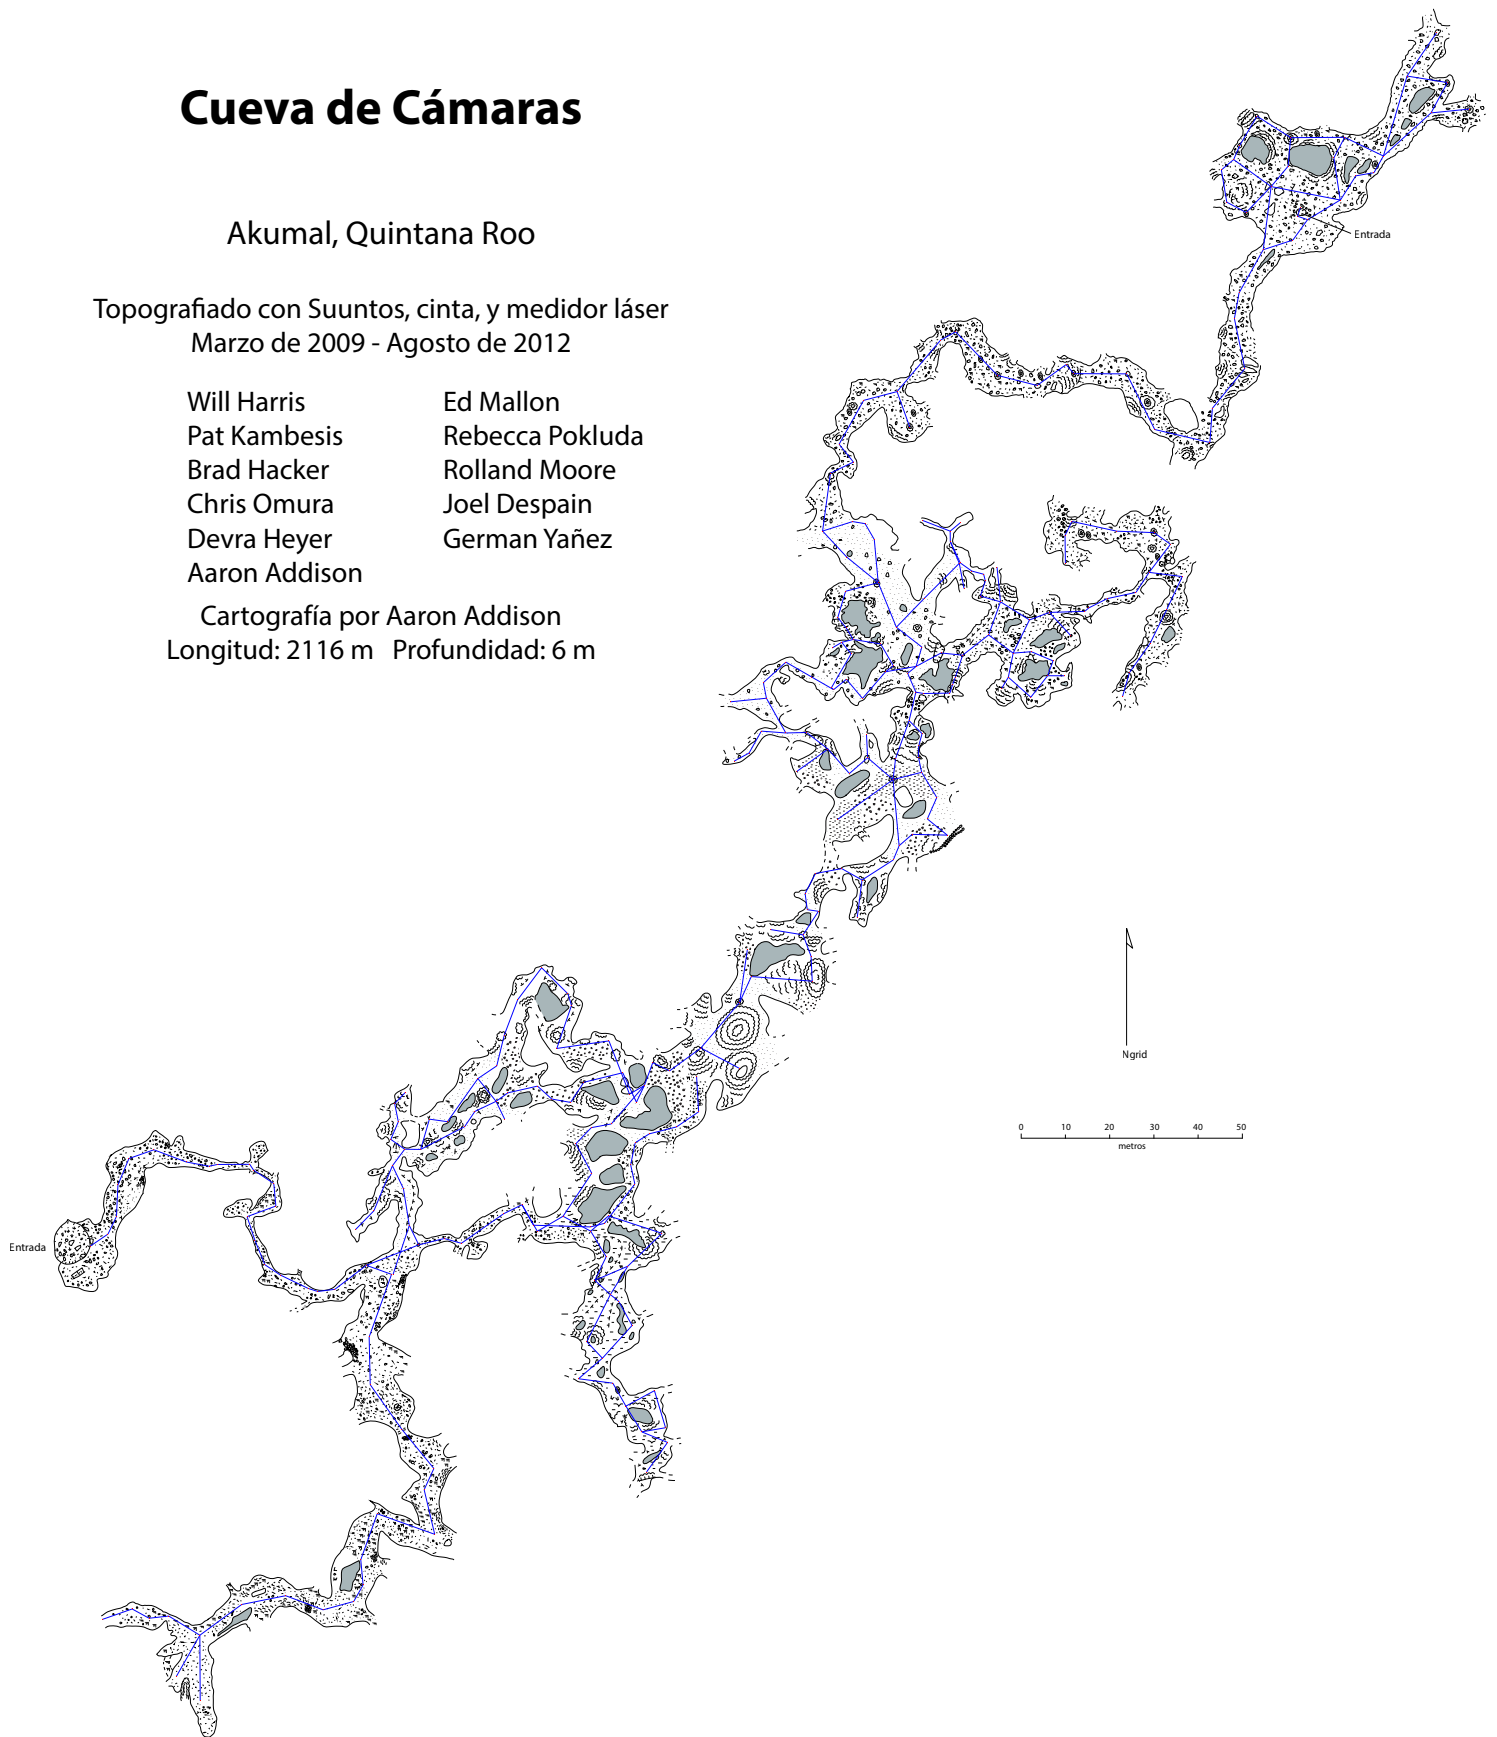 Cueva de Cámaras
Akumal, Quintana Roo
Topografiado con Suuntos, cinta, y medidor láser
Marzo de 2009 - Agosto de 2012
Will Harris
Pat Kambesis
Brad Hacker
Chris Omura
Devra Heyer
Aaron Addison
Ed Mallon
Rebecca Pokluda
Rolland Moore
Joel Despain
German Yañez
Cartografía por Aaron Addison
Longitud: 2116 m Profundidad: 6 m
Entrada
Ngrid
0 10 20 30 40 50
metros
Entrada